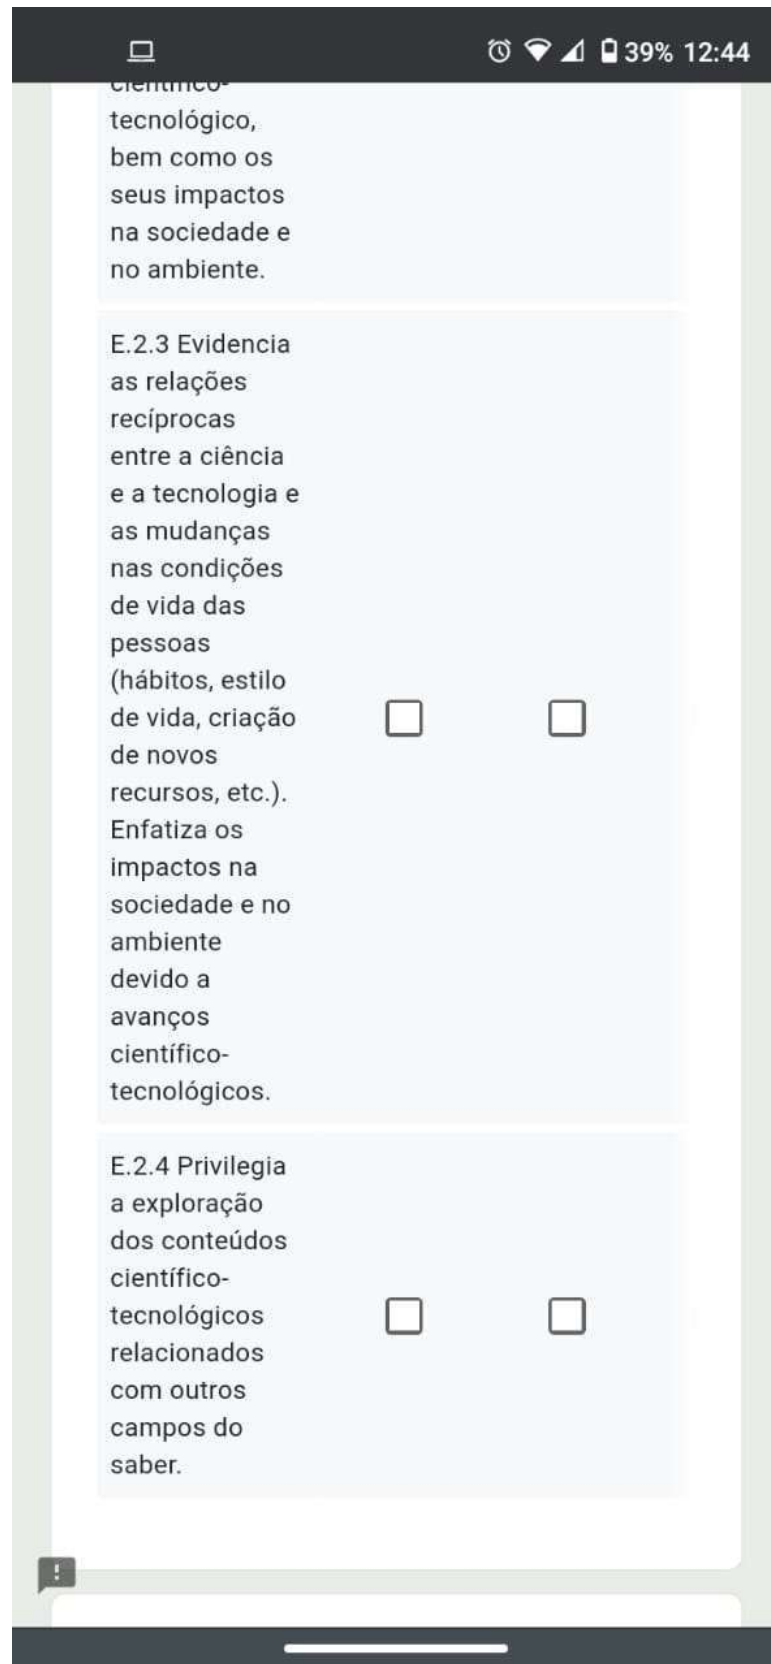 39% 12:44
científico-
tecnológico,
bem como os
seus impactos
na sociedade e
no ambiente.
E.2.3 Evidencia
as relações
recíprocas
entre a ciência
e a tecnologia e
as mudanças
nas condições
de vida das
pessoas
(hábitos, estilo
de vida, criação
de novos
recursos, etc.).
Enfatiza os
impactos na
sociedade e no
ambiente
devido a
avanços
científico-
tecnológicos.
E.2.4 Privilegia
a exploração
dos conteúdos
científico-
tecnológicos
relacionados
com outros
campos do
saber.